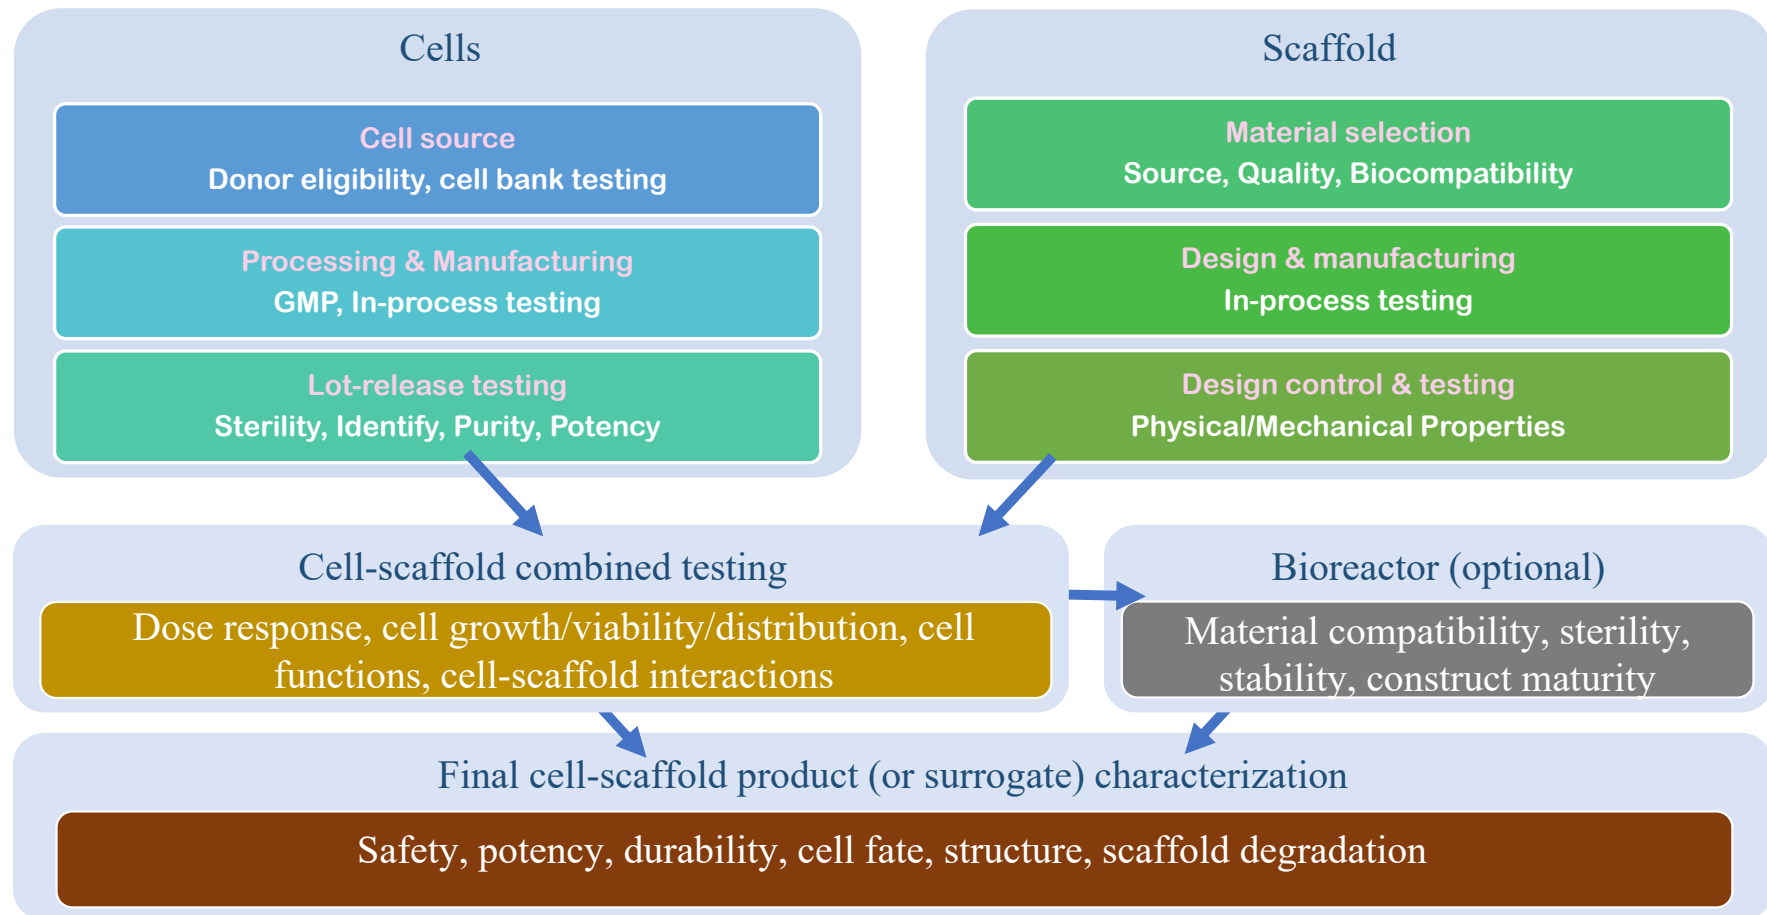 Cells
Cell source
Donor eligibility, cell bank testing
Processing & Manufacturing
GMP, In-process testing
Lot-release testing
Sterility, Identify, Purity, Potency
Scaffold
Material selection
Source, Quality, Biocompatibility
Design & manufacturing
In-process testing
Design control & testing
Physical/Mechanical Properties
Cell-scaffold combined testing
Dose response, cell growth/viability/distribution, cell
functions, cell-scaffold interactions
Bioreactor (optional)
Material compatibility, sterility,
stability, construct maturity
Final cell-scaffold product (or surrogate) characterization
Safety, potency, durability, cell fate, structure, scaffold degradation